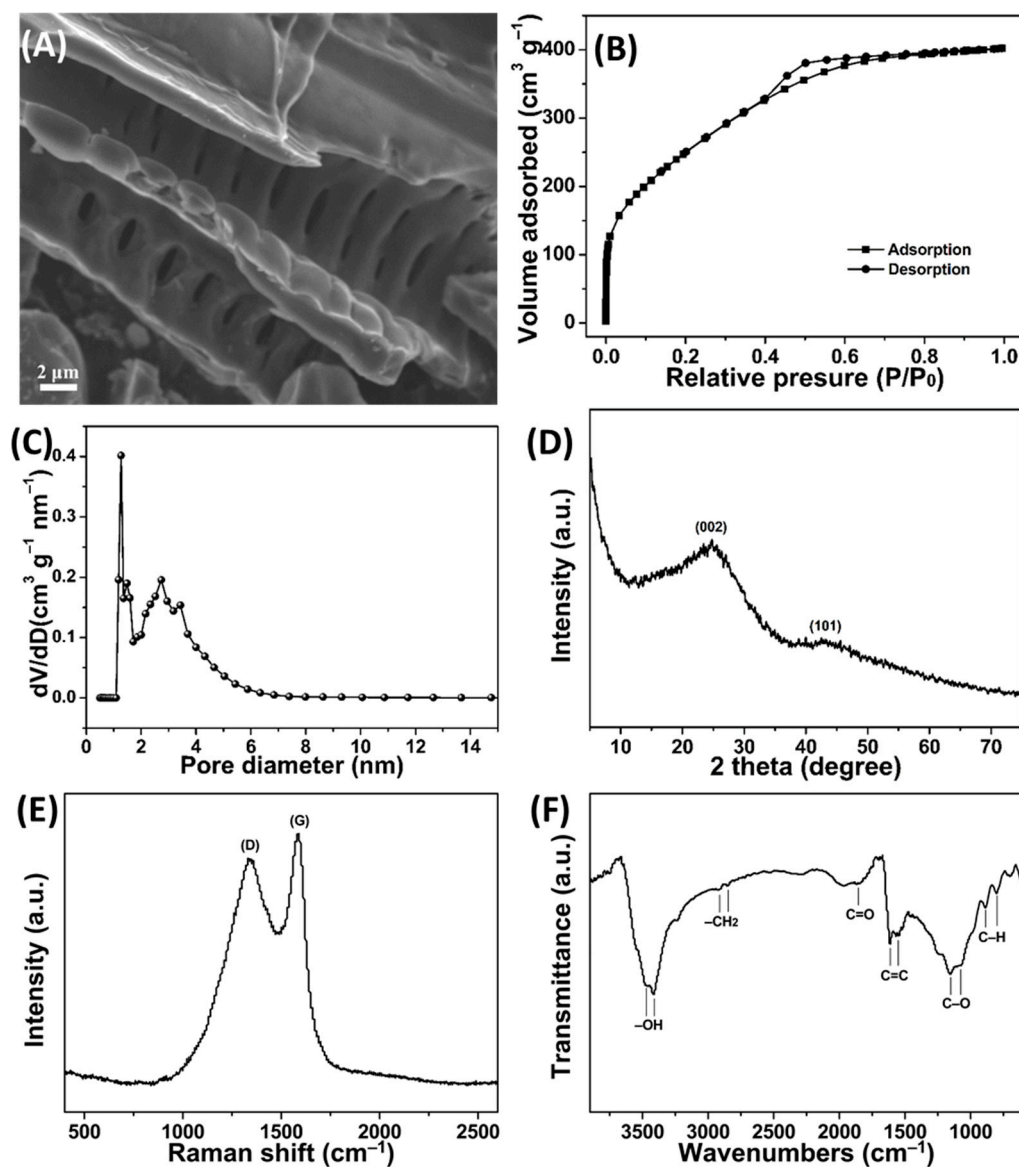 (A)
2 μm
(B)
Volume adsorbed (cm³ g⁻¹)
400
300
200
100
0
Adsorption
Desorption
0.0 0.2 0.4 0.6 0.8 1.0
Relative presure (P/P₀)
(C)
dV/dD(cm³ g⁻¹ nm⁻¹)
0.4
0.3
0.2
0.1
0.0
0 2 4 6 8 10 12 14
Pore diameter (nm)
(D)
Intensity (a.u.)
(002)
(101)
10 20 30 40 50 60 70
2 theta (degree)
(E)
Intensity (a.u.)
(D)
(G)
500 1000 1500 2000 2500
Raman shift (cm⁻¹)
(F)
Transmittance (a.u.)
–OH
–CH₂
C=O
C=C
C–O
C–H
3500 3000 2500 2000 1500 1000
Wavenumbers (cm⁻¹)